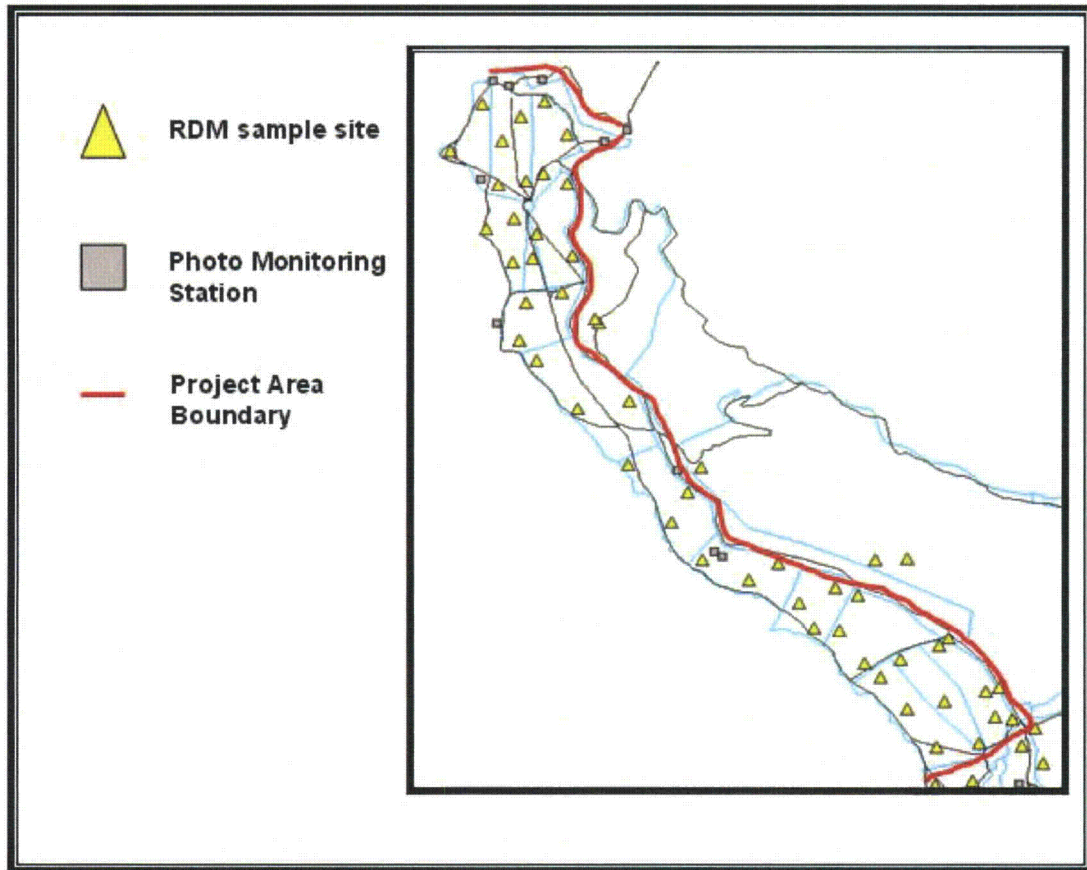 RDM sample site
Photo Monitoring
Station
Project Area
Boundary